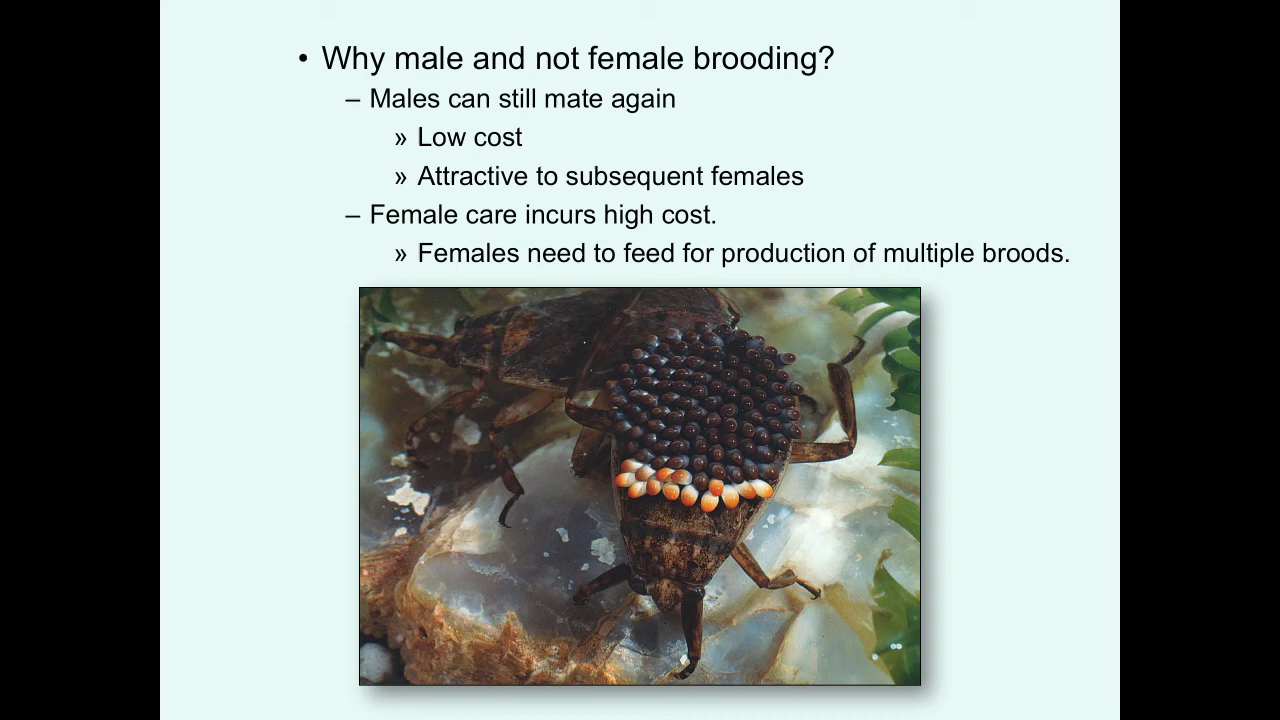 • Why male and not female brooding?
– Males can still mate again
» Low cost
» Attractive to subsequent females
– Female care incurs high cost.
» Females need to feed for production of multiple broods.